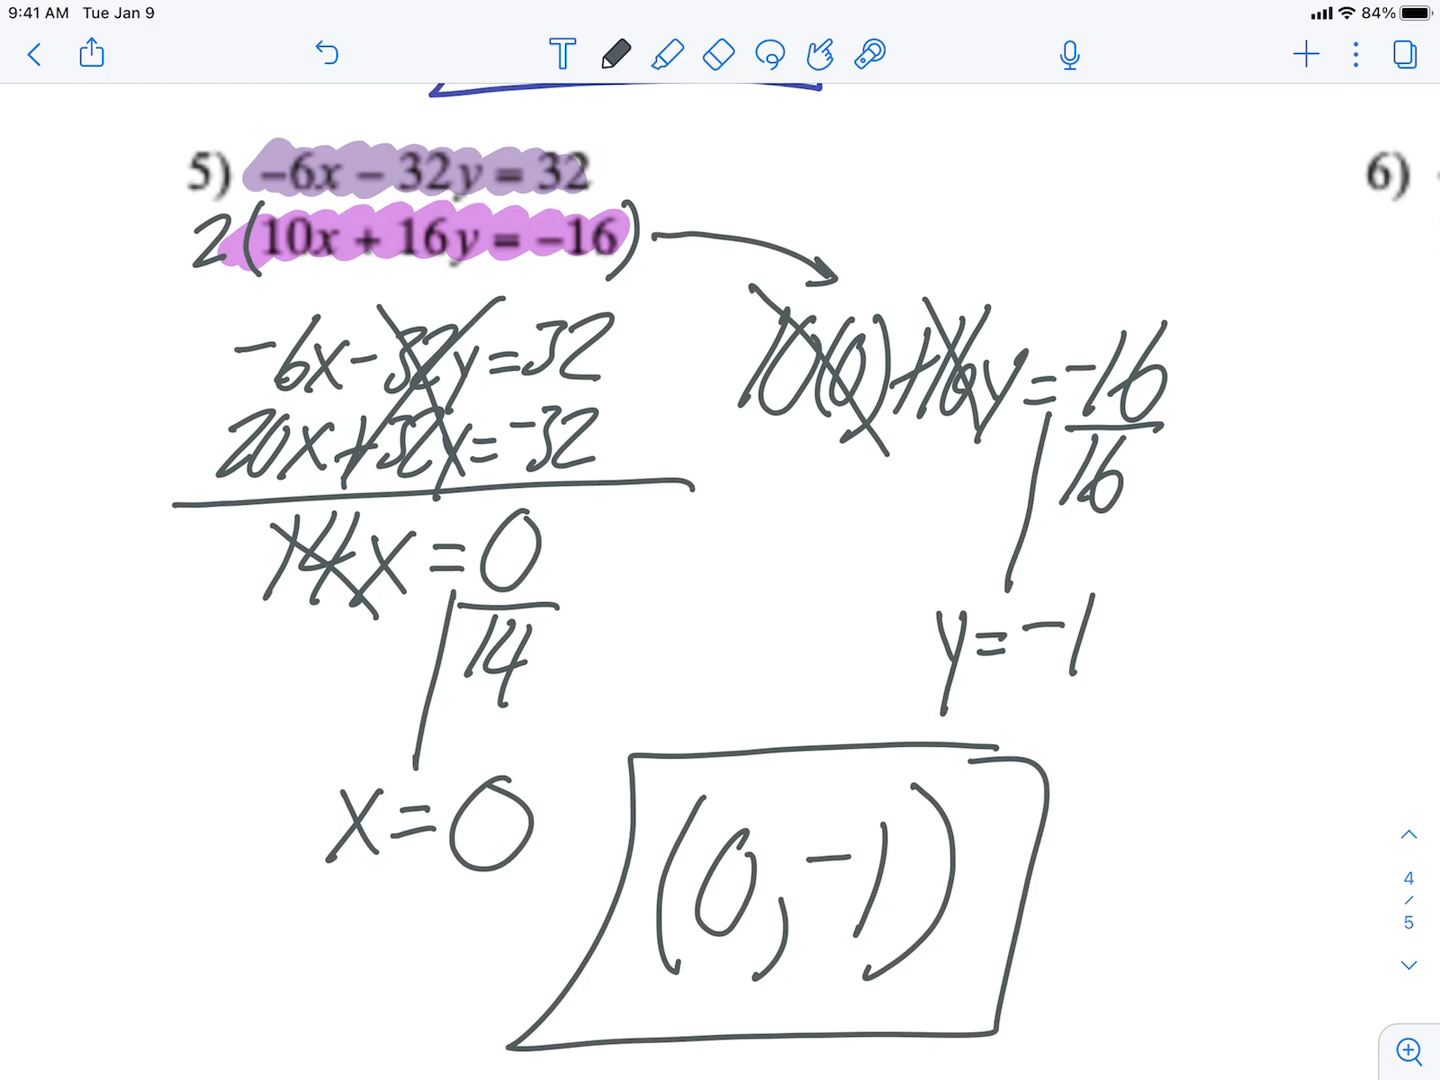 9:41 AM Tue Jan 9
84%
5) −6x − 32y = 32
6)
2(10x + 16y = −16)
-6x-32y=32
20x+32x=-32
14x=0
14
x=0
10(0)+16y=-16
16
y=-1
(0,-1)
4
/
5